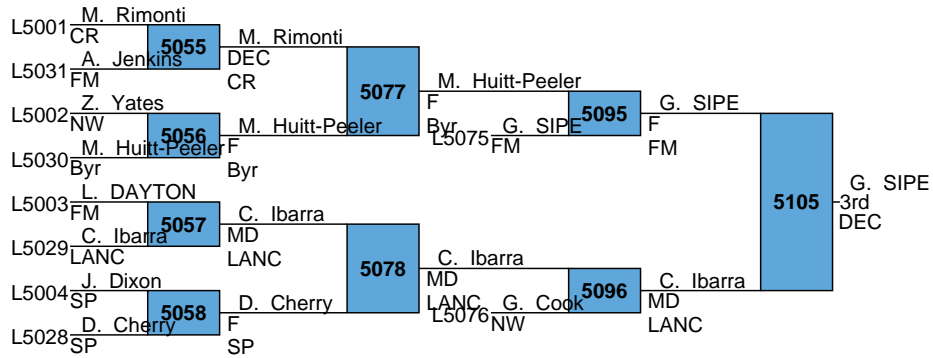 L5001 M. Rimonti
CR
5055
L5031 A. Jenkins
FM
M. Rimonti
DEC
CR
L5002 Z. Yates
NW
5056
L5030 M. Huitt-Peeler
Byr
M. Huitt-Peeler
F
Byr
5077
M. Huitt-Peeler
F
Byr
L5003 L. DAYTON
FM
5057
L5029 C. Ibarra
LANC
C. Ibarra
MD
LANC
L5004 J. Dixon
SP
5058
L5028 D. Cherry
SP
D. Cherry
F
SP
5078
C. Ibarra
MD
LANC
L5075 G. SIPE
FM
5095
G. SIPE
F
FM
L5076 G. Cook
NW
5096
C. Ibarra
MD
LANC
5105
G. SIPE
3rd
DEC